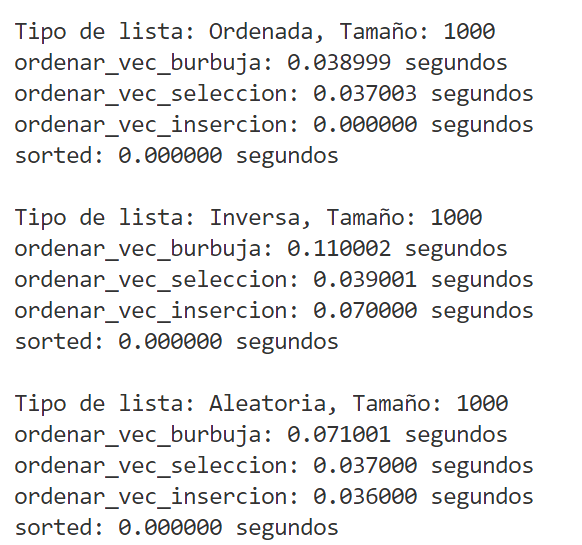 Tipo de lista: Ordenada, Tamaño: 1000
ordenar_vec_burbuja: 0.038999 segundos
ordenar_vec_seleccion: 0.037003 segundos
ordenar_vec_insercion: 0.000000 segundos
sorted: 0.000000 segundos

Tipo de lista: Inversa, Tamaño: 1000
ordenar_vec_burbuja: 0.110002 segundos
ordenar_vec_seleccion: 0.039001 segundos
ordenar_vec_insercion: 0.070000 segundos
sorted: 0.000000 segundos

Tipo de lista: Aleatoria, Tamaño: 1000
ordenar_vec_burbuja: 0.071001 segundos
ordenar_vec_seleccion: 0.037000 segundos
ordenar_vec_insercion: 0.036000 segundos
sorted: 0.000000 segundos